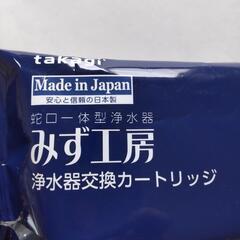 takagi
Made in Japan
安心と信頼の日本製
蛇口一体型浄水器
みず工房
浄水器交換カートリッジ